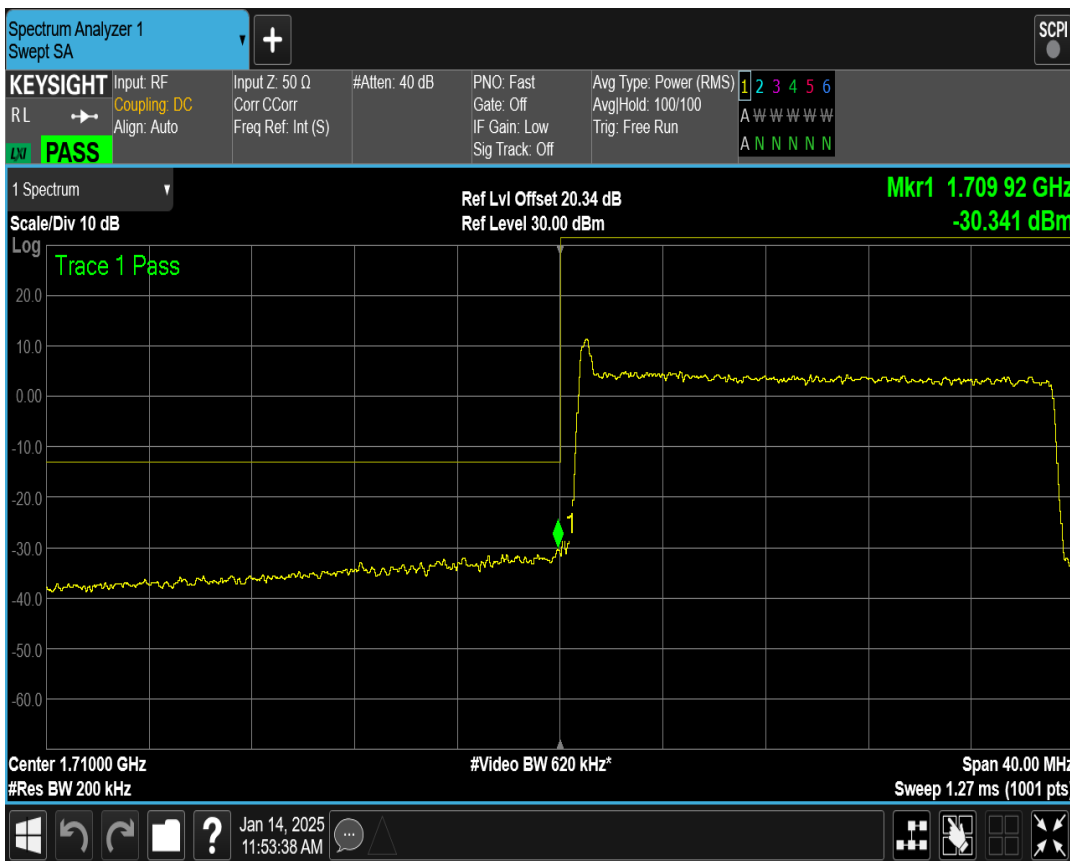 Spectrum Analyzer 1
Swept SA
SCPI
KEYSIGHT
RL
LXI
PASS
Input: RF
Coupling: DC
Align: Auto
Input Z: 50 Ω
Corr CCorr
Freq Ref: Int (S)
#Atten: 40 dB
PNO: Fast
Gate: Off
IF Gain: Low
Sig Track: Off
Avg Type: Power (RMS)
Avg|Hold: 100/100
Trig: Free Run
1 2 3 4 5 6
A W W W W W
A N N N N N
1 Spectrum
Scale/Div 10 dB
Ref Lvl Offset 20.34 dB
Ref Level 30.00 dBm
Mkr1 1.709 92 GHz
-30.341 dBm
Log
Trace 1 Pass
20.0
10.0
0.00
-10.0
-20.0
1
-30.0
-40.0
-50.0
-60.0
Center 1.71000 GHz
#Video BW 620 kHz*
Span 40.00 MHz
#Res BW 200 kHz
Sweep 1.27 ms (1001 pts)
?
Jan 14, 2025
11:53:38 AM